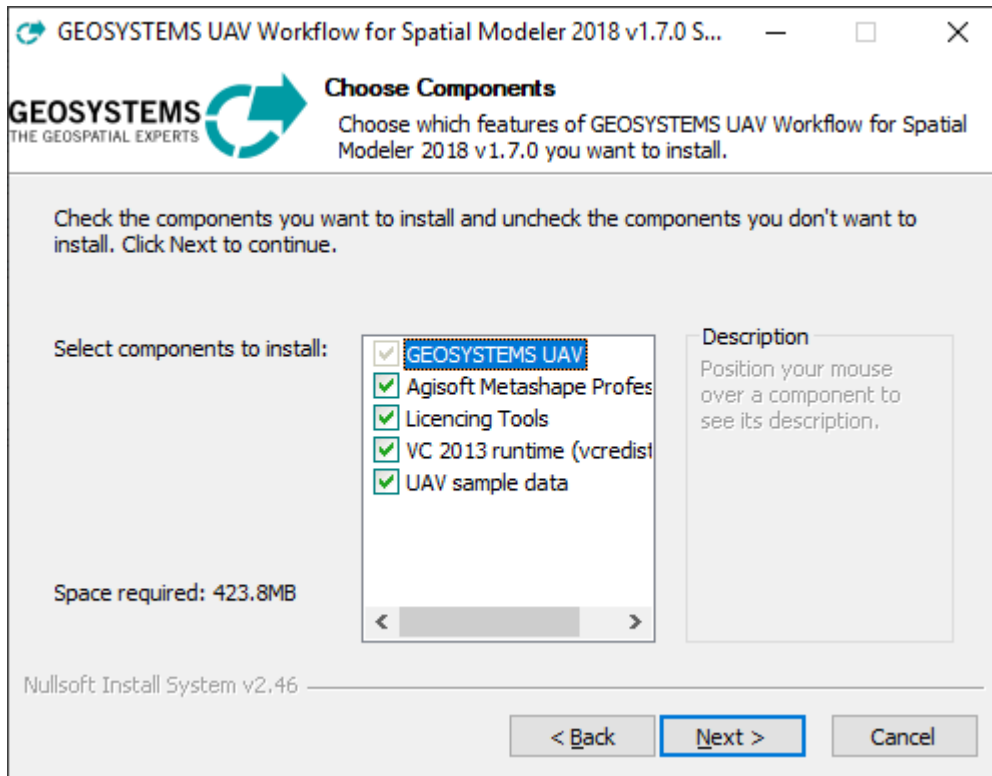 GEOSYSTEMS UAV Workflow for Spatial Modeler 2018 v1.7.0 S...
GEOSYSTEMS
THE GEOSPATIAL EXPERTS
Choose Components
Choose which features of GEOSYSTEMS UAV Workflow for Spatial
Modeler 2018 v1.7.0 you want to install.
Check the components you want to install and uncheck the components you don't want to
install. Click Next to continue.
Select components to install:
GEOSYSTEMS UAV
Agisoft Metashape Profes
Licencing Tools
VC 2013 runtime (vcredist
UAV sample data
Description
Position your mouse
over a component to
see its description.
Space required: 423.8MB
Nullsoft Install System v2.46
< Back
Next >
Cancel